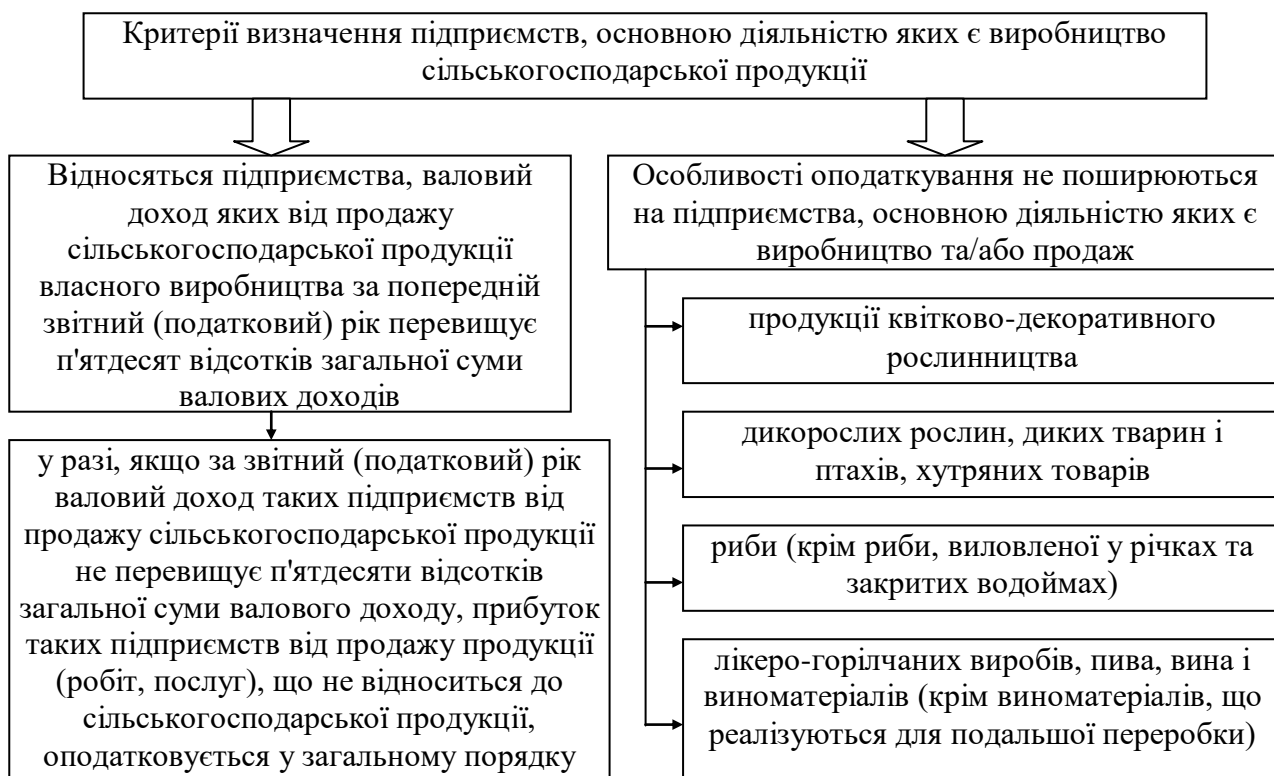 Критерії визначення підприємств, основною діяльністю яких є виробництво
сільськогосподарської продукції
Відносяться підприємства, валовий
доход яких від продажу
сільськогосподарської продукції
власного виробництва за попередній
звітний (податковий) рік перевищує
п'ятдесят відсотків загальної суми
валових доходів
у разі, якщо за звітний (податковий) рік
валовий доход таких підприємств від
продажу сільськогосподарської продукції
не перевищує п'ятдесяти відсотків
загальної суми валового доходу, прибуток
таких підприємств від продажу продукції
(робіт, послуг), що не відноситься до
сільськогосподарської продукції,
оподатковується у загальному порядку
Особливості оподаткування не поширюються
на підприємства, основною діяльністю яких є
виробництво та/або продаж
продукції квітково-декоративного
рослинництва
дикорослих рослин, диких тварин і
птахів, хутряних товарів
риби (крім риби, виловленої у річках та
закритих водоймах)
лікеро-горілчаних виробів, пива, вина і
виноматеріалів (крім виноматеріалів, що
реалізуються для подальшої переробки)